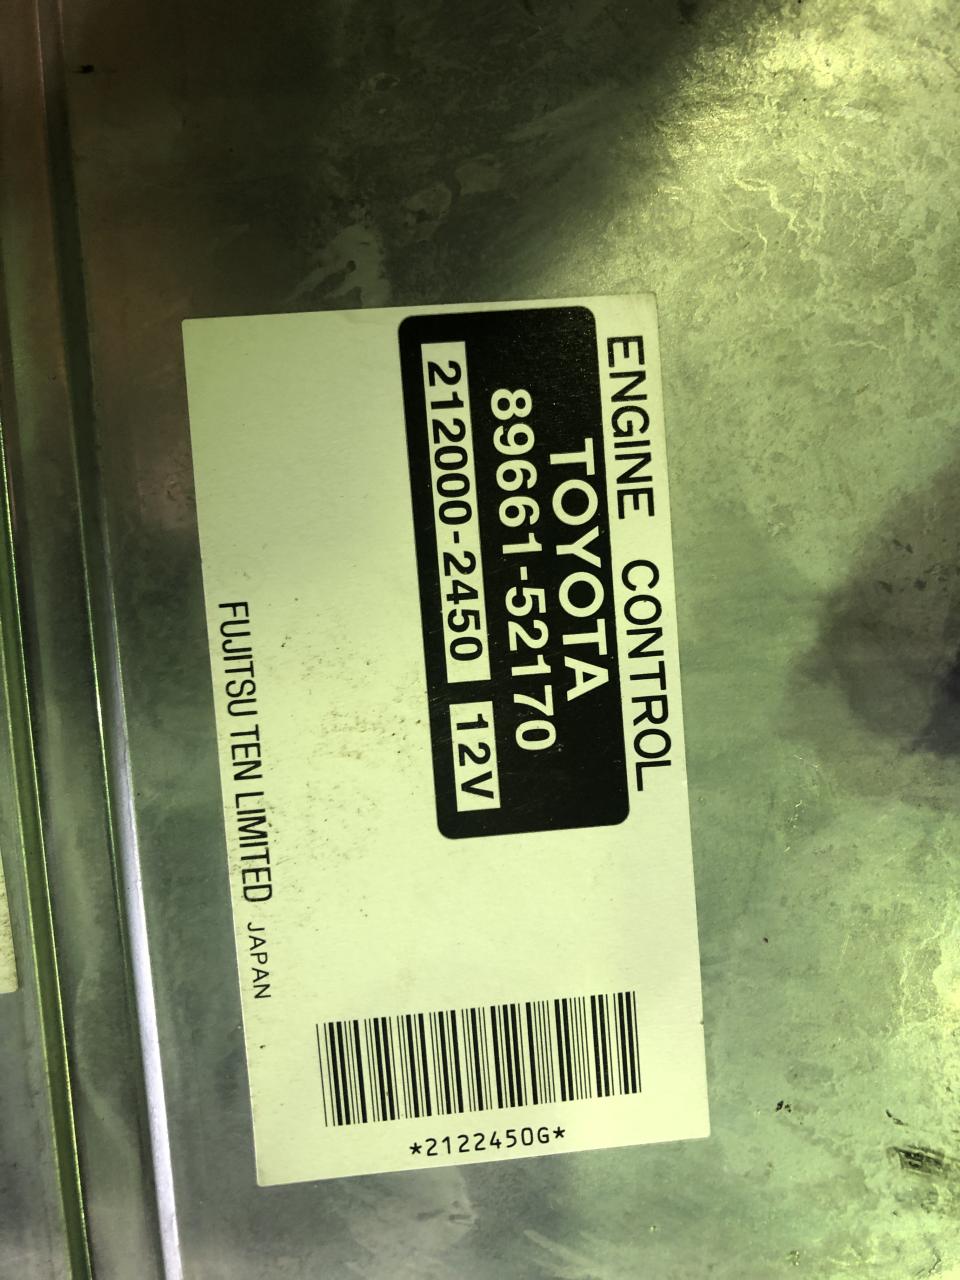 ENGINE CONTROL
TOYOTA
89661-52170
212000-2450 12V
FUJITSU TEN LIMITED JAPAN
*2122450G*